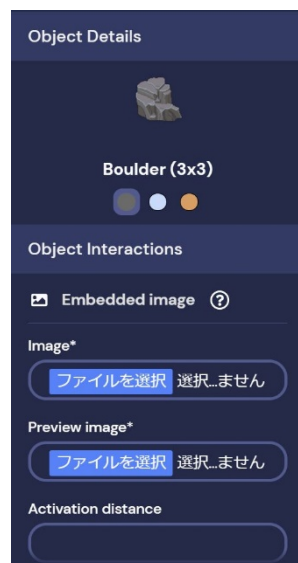 Object Details
Boulder (3x3)
Object Interactions
Embedded image ?
Image*
ファイルを選択 選択...ません
Preview image*
ファイルを選択 選択...ません
Activation distance